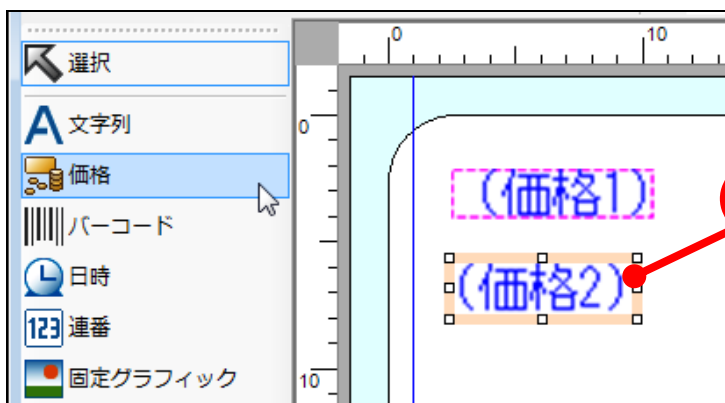 選択
文字列
価格
バーコード
日時
123 連番
固定グラフィック
0 10
0
10
(価格1)
(価格2)